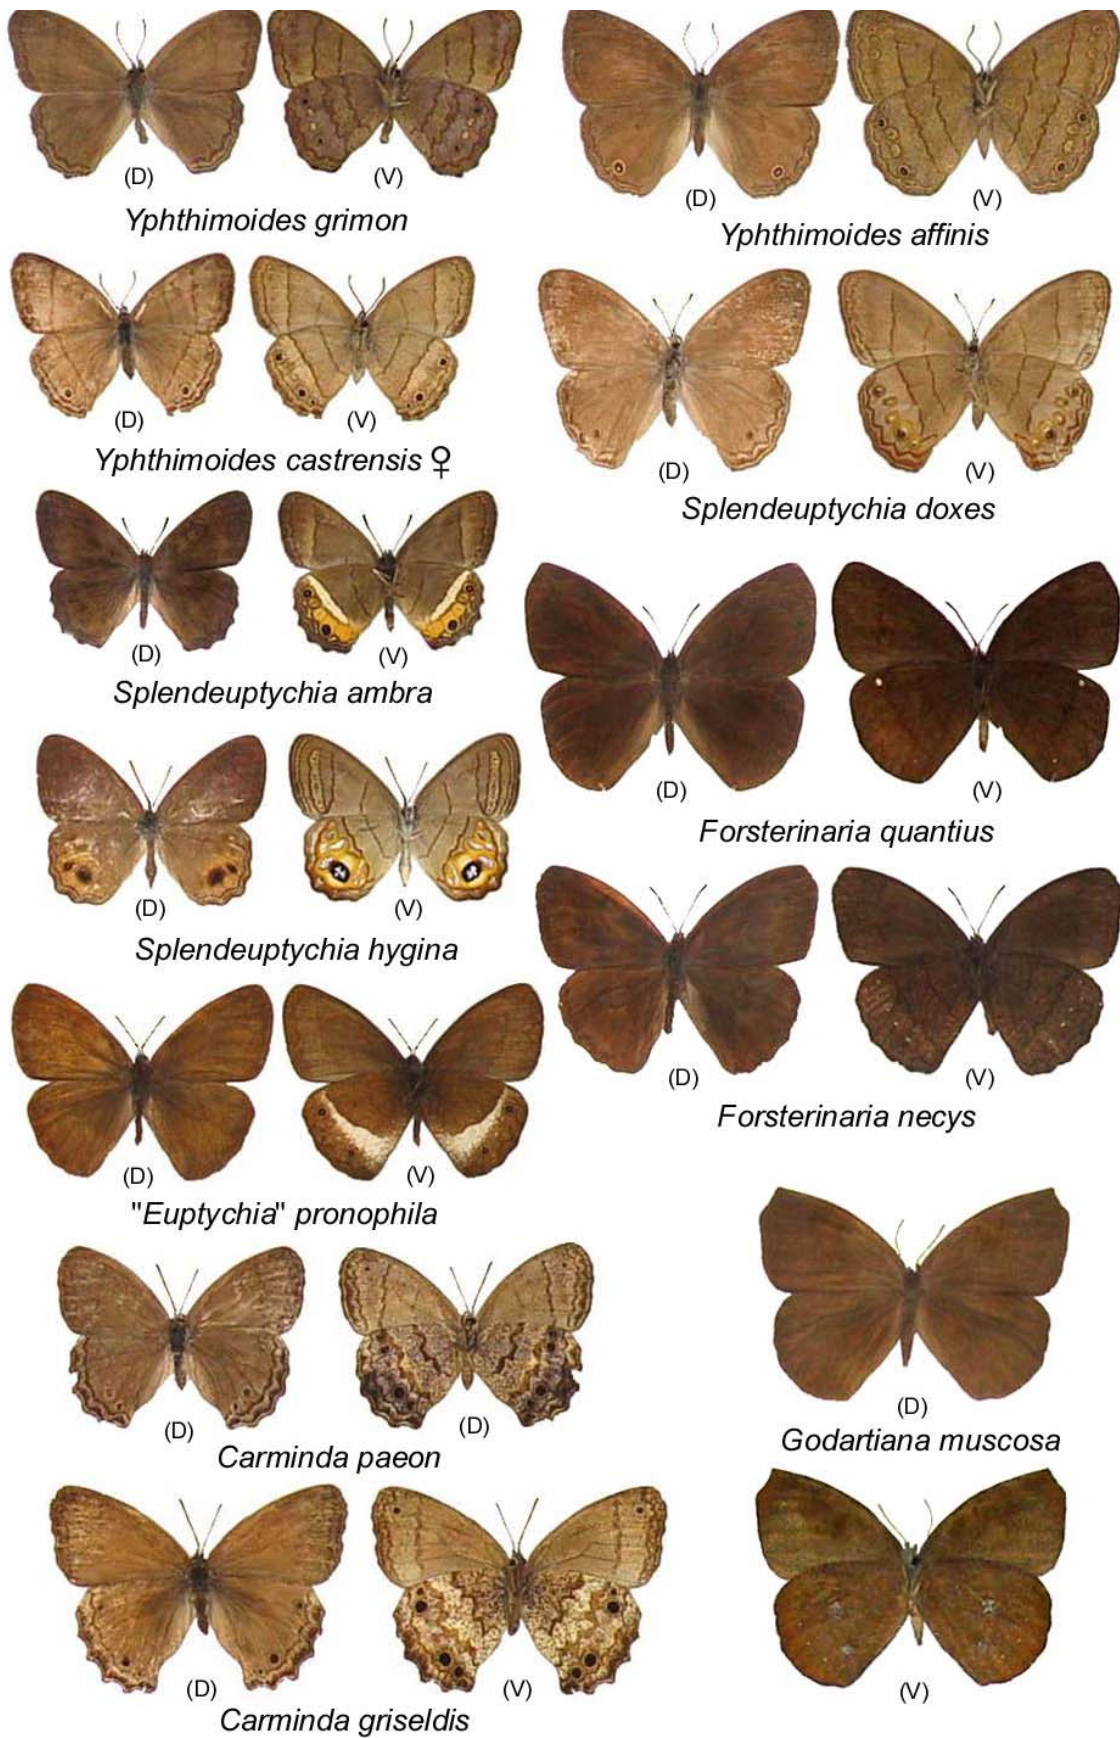 (D) (V)
Yphthimoides grimon
(D) (V)
Yphthimoides affinis
(D) (V)
Yphthimoides castrensis ♀
(D) (V)
Splendeuptychia doxes
(D) (V)
Splendeuptychia ambra
(D) (V)
Forsterinaria quantius
(D) (V)
Splendeuptychia hygina
(D) (V)
Forsterinaria necys
(D) (V)
"Euptychia" pronophila
(D) (D)
Carminda paeon
(D)
Godartiana muscosa
(V)
(D) (V)
Carminda griseldis